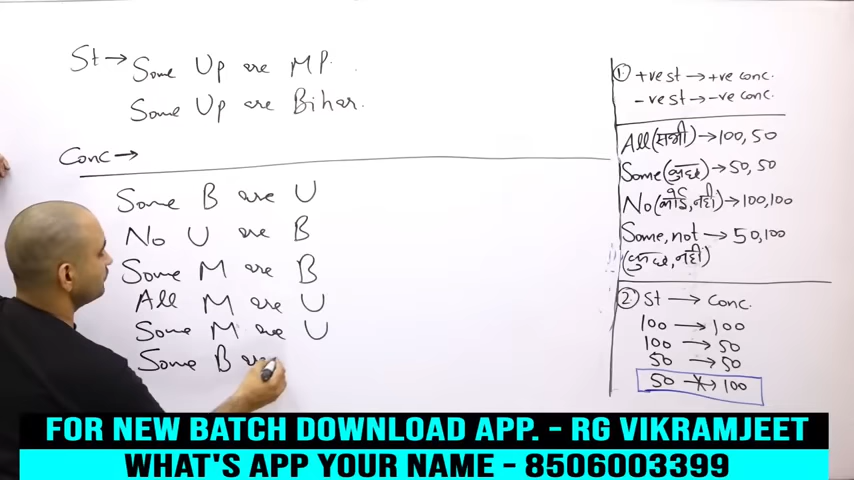 St → Some Up are MP.
Some Up are Bihar.
Conc →
Some B are U
No U are B
Some M are B
All M are U
Some M are U
Some B are
① +ve st → +ve conc.
-ve st → -ve conc.
All (सभी) → 100, 50
Some (कुछ) → 50, 50
No (कोई, नहीं) → 100, 100
Some, not → 50, 100
(कुछ, नहीं)
② St → Conc.
100 → 100
100 → 50
50 → 50
50 → 100
FOR NEW BATCH DOWNLOAD APP. - RG VIKRAMJEET
WHAT'S APP YOUR NAME - 8506003399